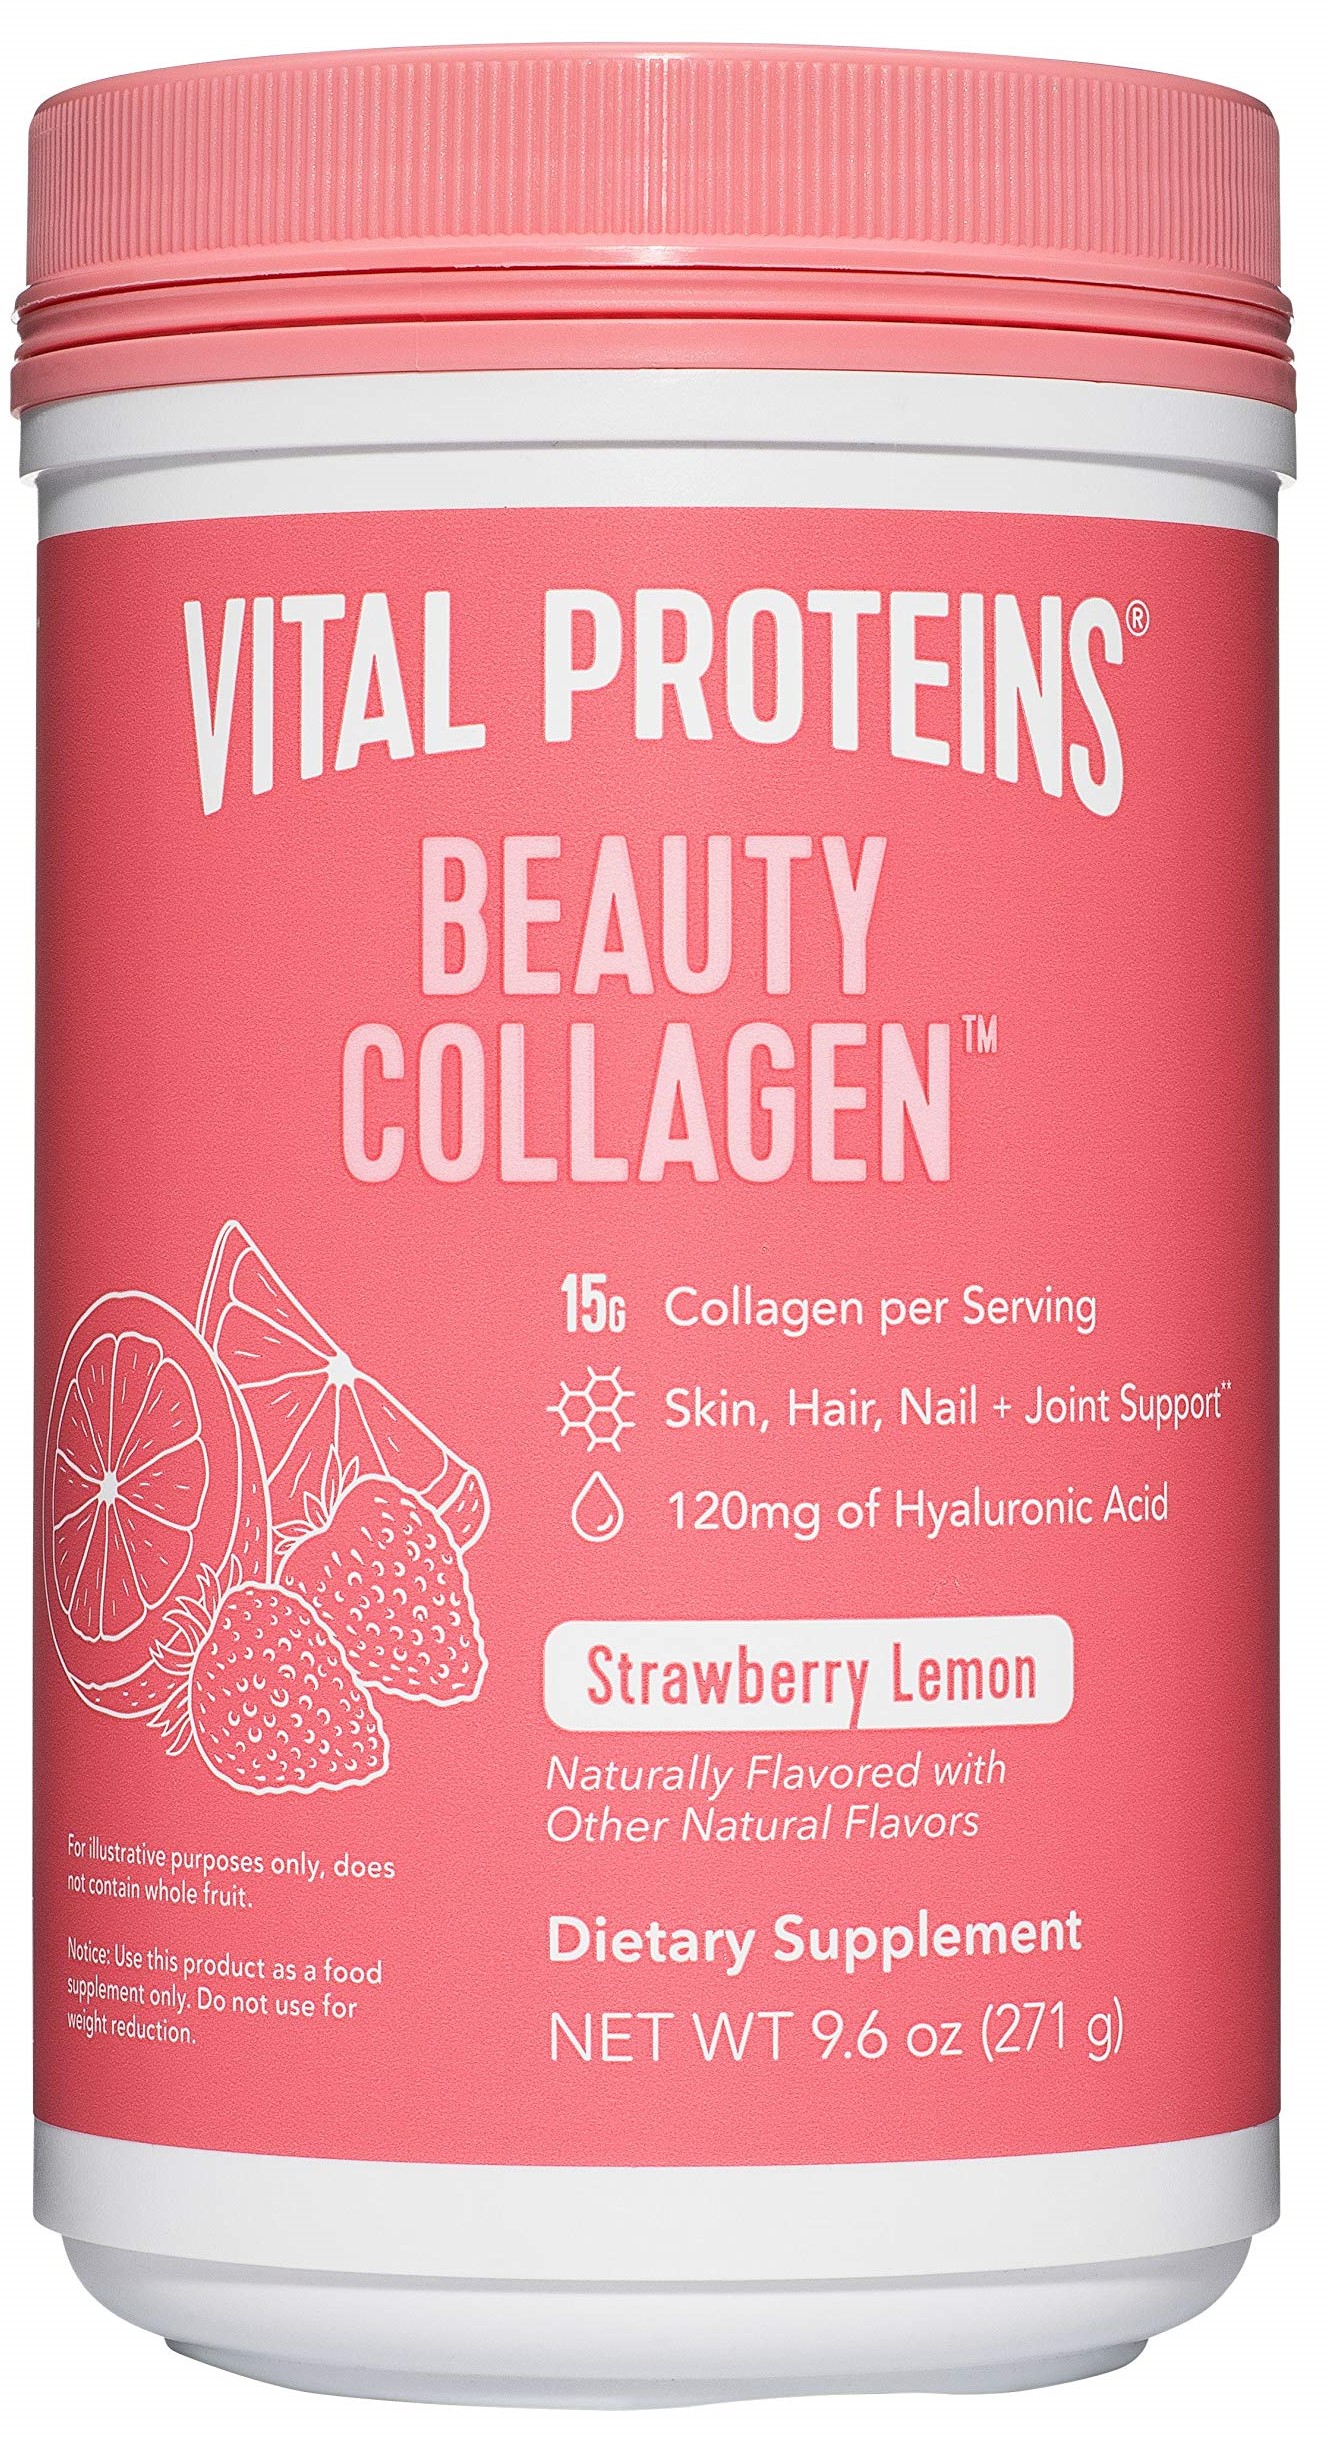 VITAL PROTEINS®
BEAUTY
COLLAGEN™
15G Collagen per Serving
Skin, Hair, Nail + Joint Support**
120mg of Hyaluronic Acid
Strawberry Lemon
Naturally Flavored with
Other Natural Flavors
For illustrative purposes only, does
not contain whole fruit.
Notice: Use this product as a food
supplement only. Do not use for
weight reduction.
Dietary Supplement
NET WT 9.6 oz (271 g)